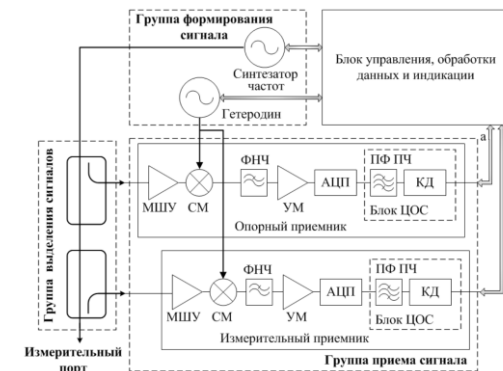 Группа формирования
сигнала
Синтезатор
частот
Гетеродин
Блок управления, обработки
данных и индикации
а
Группа выделения сигналов
МШУ
СМ
ФНЧ
УМ
АЦП
ПФ ПЧ
КД
Блок ЦОС
Опорный приемник
МШУ
СМ
ФНЧ
УМ
АЦП
ПФ ПЧ
КД
Блок ЦОС
Измерительный приемник
Группа приема сигнала
Измерительный
порт